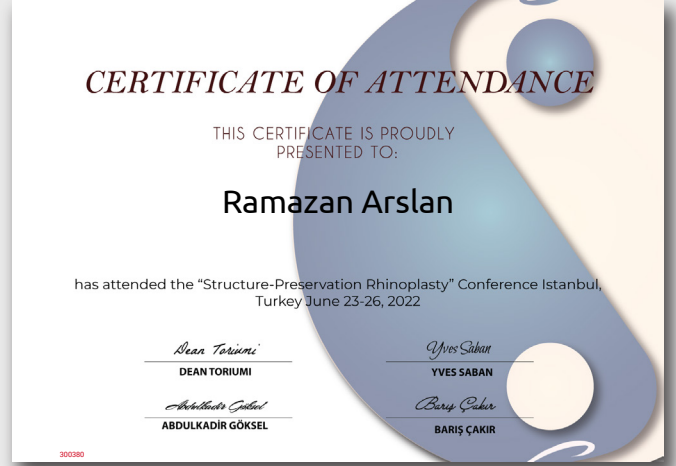 CERTIFICATE OF ATTENDANCE
THIS CERTIFICATE IS PROUDLY
PRESENTED TO:
Ramazan Arslan
has attended the “Structure-Preservation Rhinoplasty” Conference Istanbul,
Turkey June 23-26, 2022
Dean Toriumi
DEAN TORIUMI
Yves Saban
YVES SABAN
Abdulkadir Göksel
ABDULKADİR GÖKSEL
Barış Çakır
BARIŞ ÇAKIR
300380